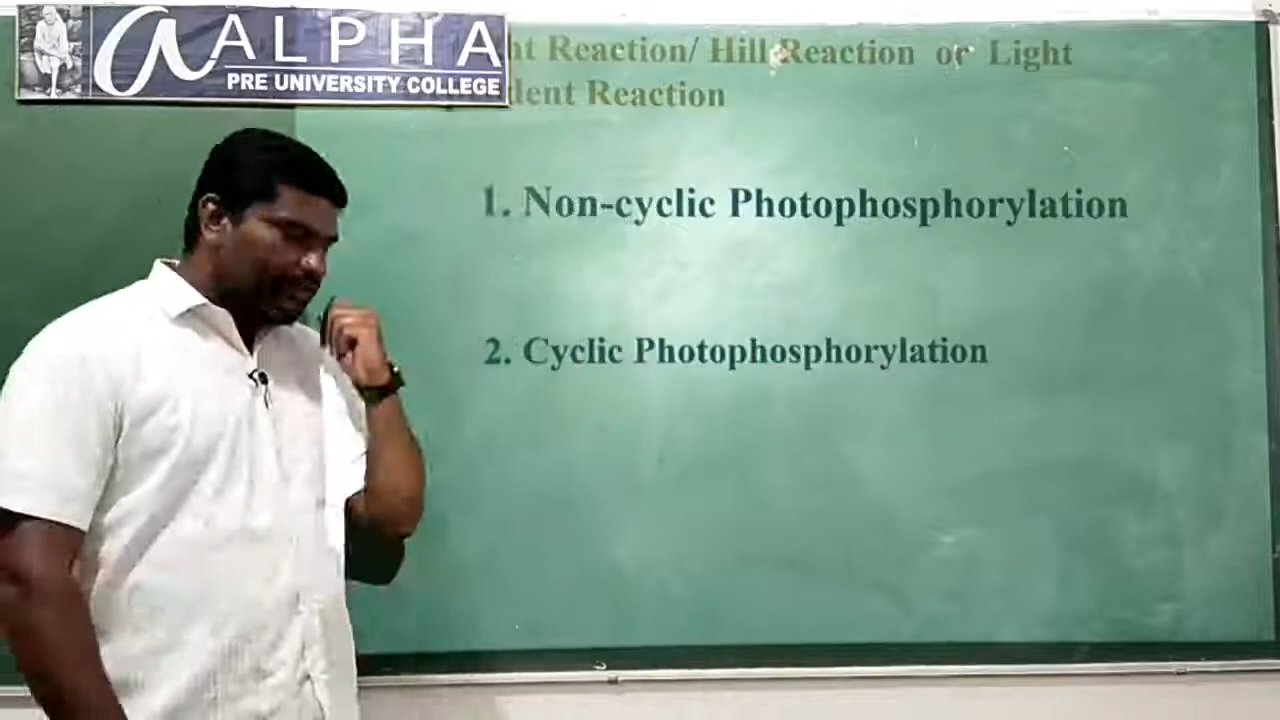 ALPHA
PRE UNIVERSITY COLLEGE
Reaction/ Hill Reaction or Light
Reaction
1. Non-cyclic Photophosphorylation
2. Cyclic Photophosphorylation